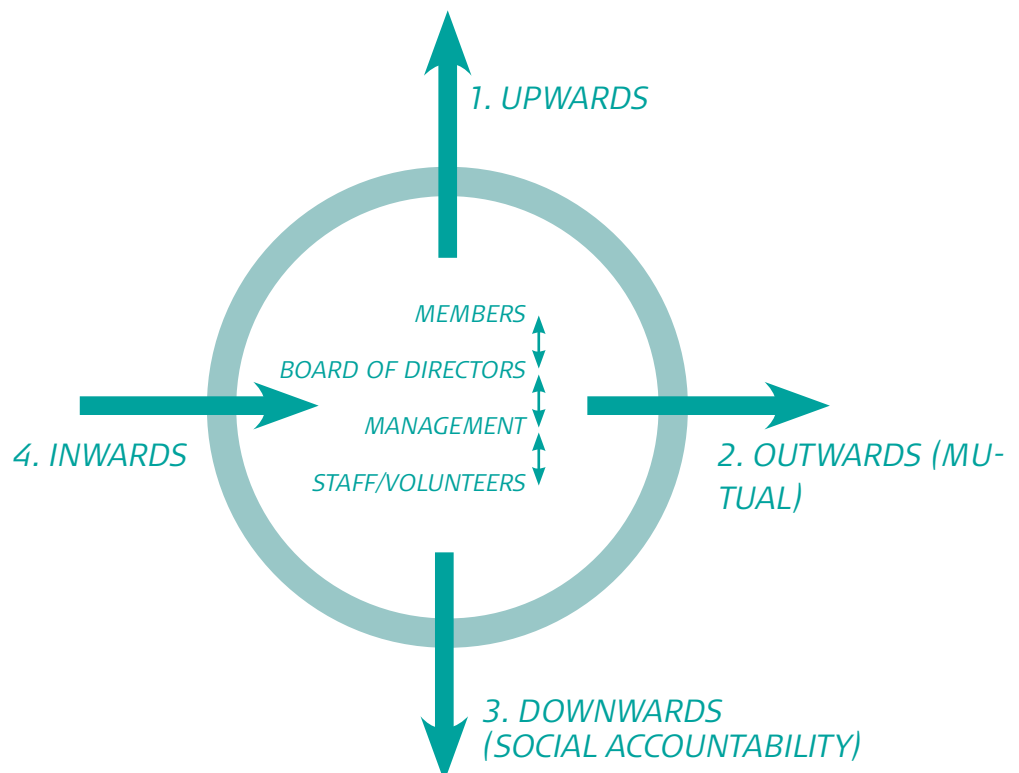 1. UPWARDS
MEMBERS
BOARD OF DIRECTORS
MANAGEMENT
STAFF/VOLUNTEERS
4. INWARDS
2. OUTWARDS (MU-
TUAL)
3. DOWNWARDS
(SOCIAL ACCOUNTABILITY)